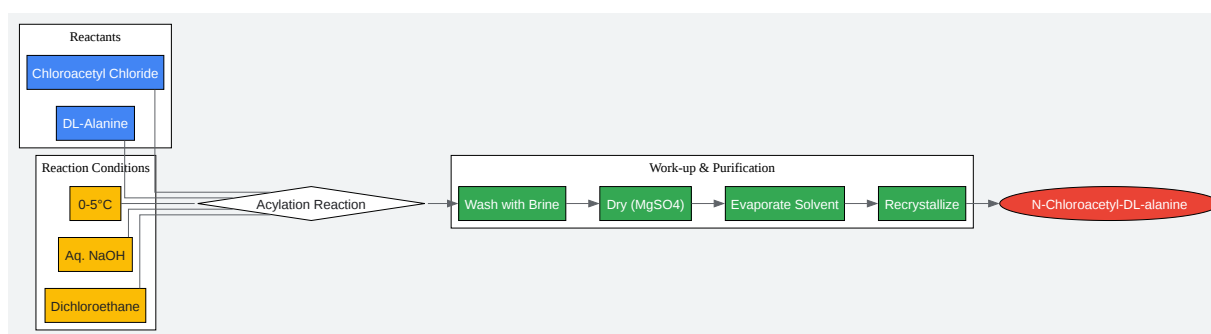 Reactants
Chloroacetyl Chloride
DL-Alanine
Reaction Conditions
0-5°C
Aq. NaOH
Dichloroethane
Acylation Reaction
Work-up & Purification
Wash with Brine
Dry (MgSO4)
Evaporate Solvent
Recrystallize
N-Chloroacetyl-DL-alanine